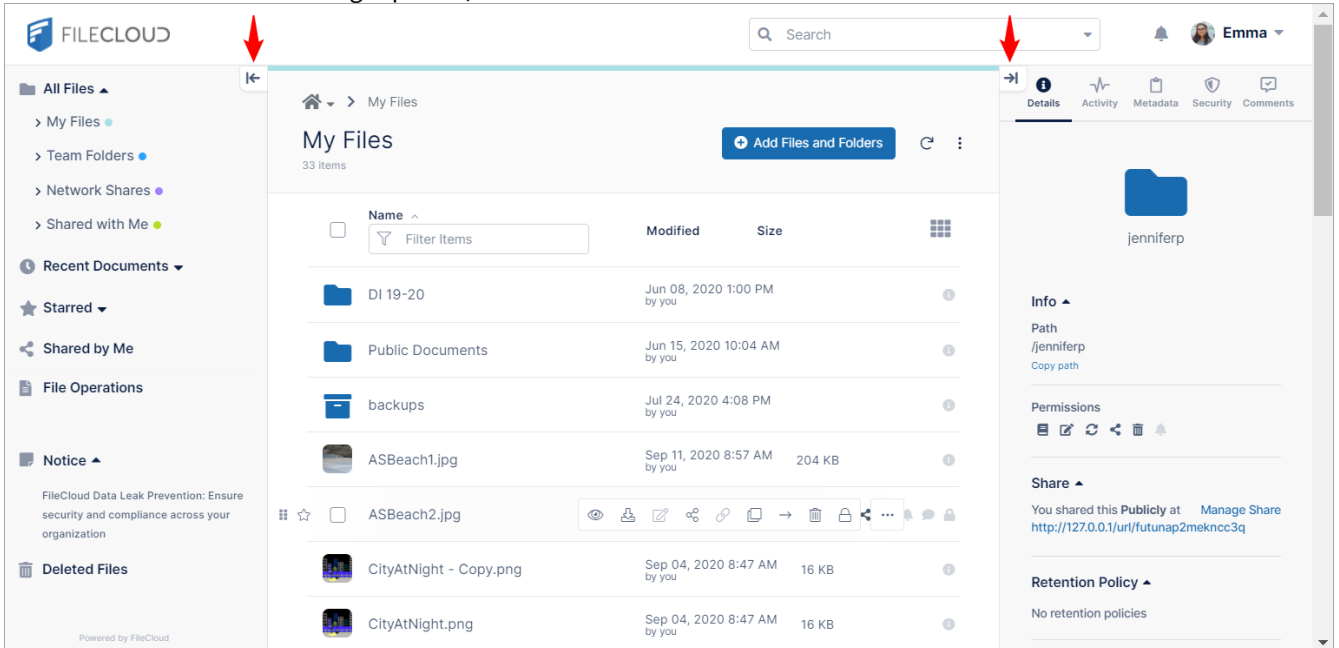 FILECLOUD
Search
Emma
All Files
My Files
Team Folders
Network Shares
Shared with Me
Recent Documents
Starred
Shared by Me
File Operations
Notice
FileCloud Data Leak Prevention: Ensure
security and compliance across your
organization
Deleted Files
Powered by FileCloud
My Files
My Files
33 items
Add Files and Folders
Name
Filter Items
Modified Size
DI 19-20 Jun 08, 2020 1:00 PM
by you
Public Documents Jun 15, 2020 10:04 AM
by you
backups Jul 24, 2020 4:08 PM
by you
ASBeach1.jpg Sep 11, 2020 8:57 AM 204 KB
by you
ASBeach2.jpg
CityAtNight - Copy.png Sep 04, 2020 8:47 AM 16 KB
by you
CityAtNight.png Sep 04, 2020 8:47 AM 16 KB
by you
Details Activity Metadata Security Comments
jenniferp
Info
Path
/jenniferp
Copy path
Permissions
Share
You shared this Publicly at Manage Share
http://127.0.0.1/url/futunap2mekncc3q
Retention Policy
No retention policies